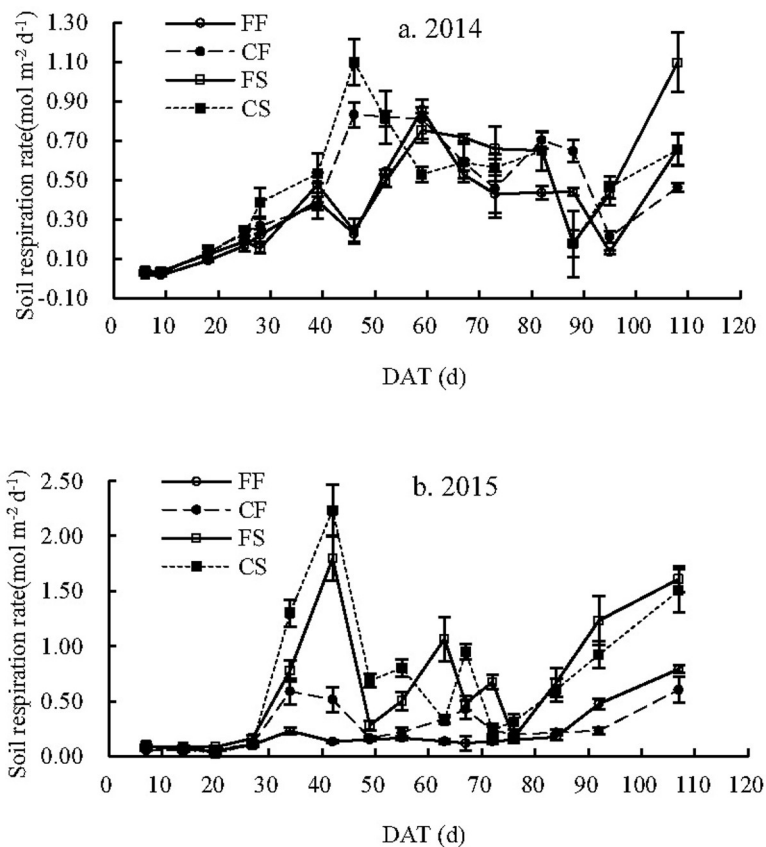 a. 2014
FF
CF
FS
CS
Soil respiration rate(mol m⁻² d⁻¹)
1.30
1.10
0.90
0.70
0.50
0.30
0.10
-0.10
0 10 20 30 40 50 60 70 80 90 100 110 120
DAT (d)
b. 2015
FF
CF
FS
CS
Soil respiration rate(mol m⁻² d⁻¹)
2.50
2.00
1.50
1.00
0.50
0.00
0 10 20 30 40 50 60 70 80 90 100 110 120
DAT (d)